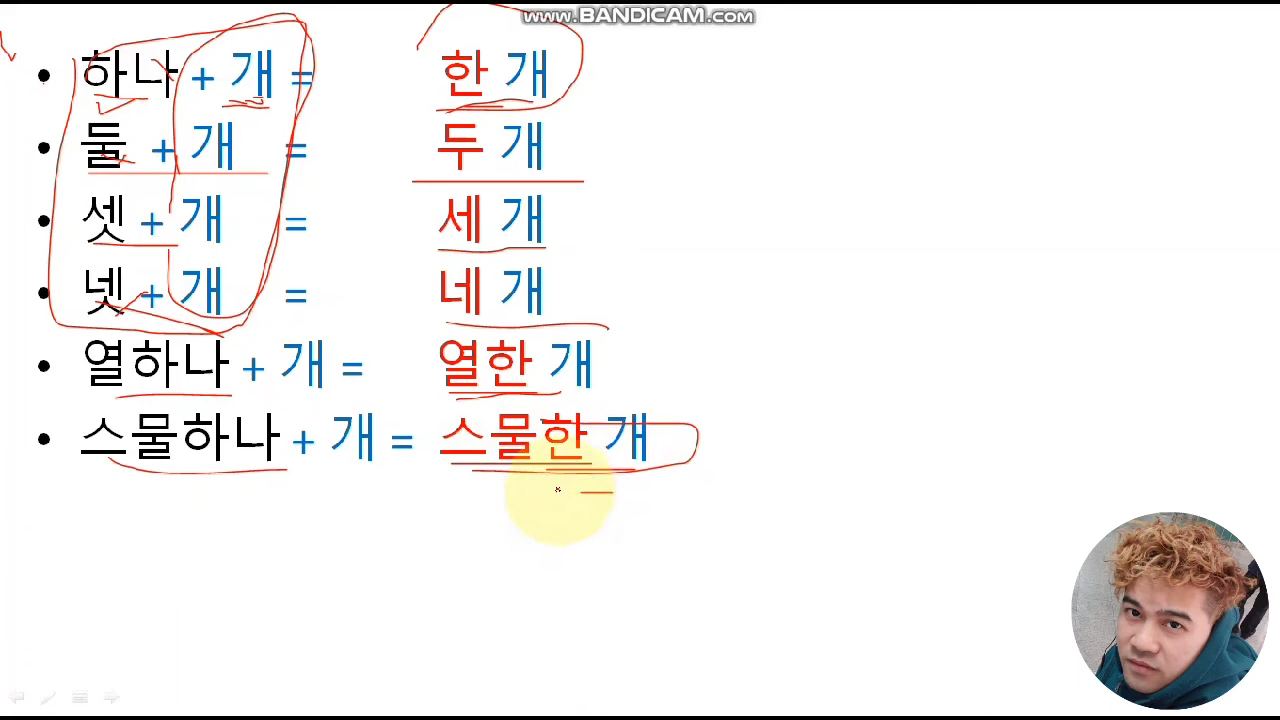 www.BANDICAM.com
• 하나 + 개 = 한 개
• 둘 + 개 = 두 개
• 셋 + 개 = 세 개
• 넷 + 개 = 네 개
• 열하나 + 개 = 열한 개
• 스물하나 + 개 = 스물한 개